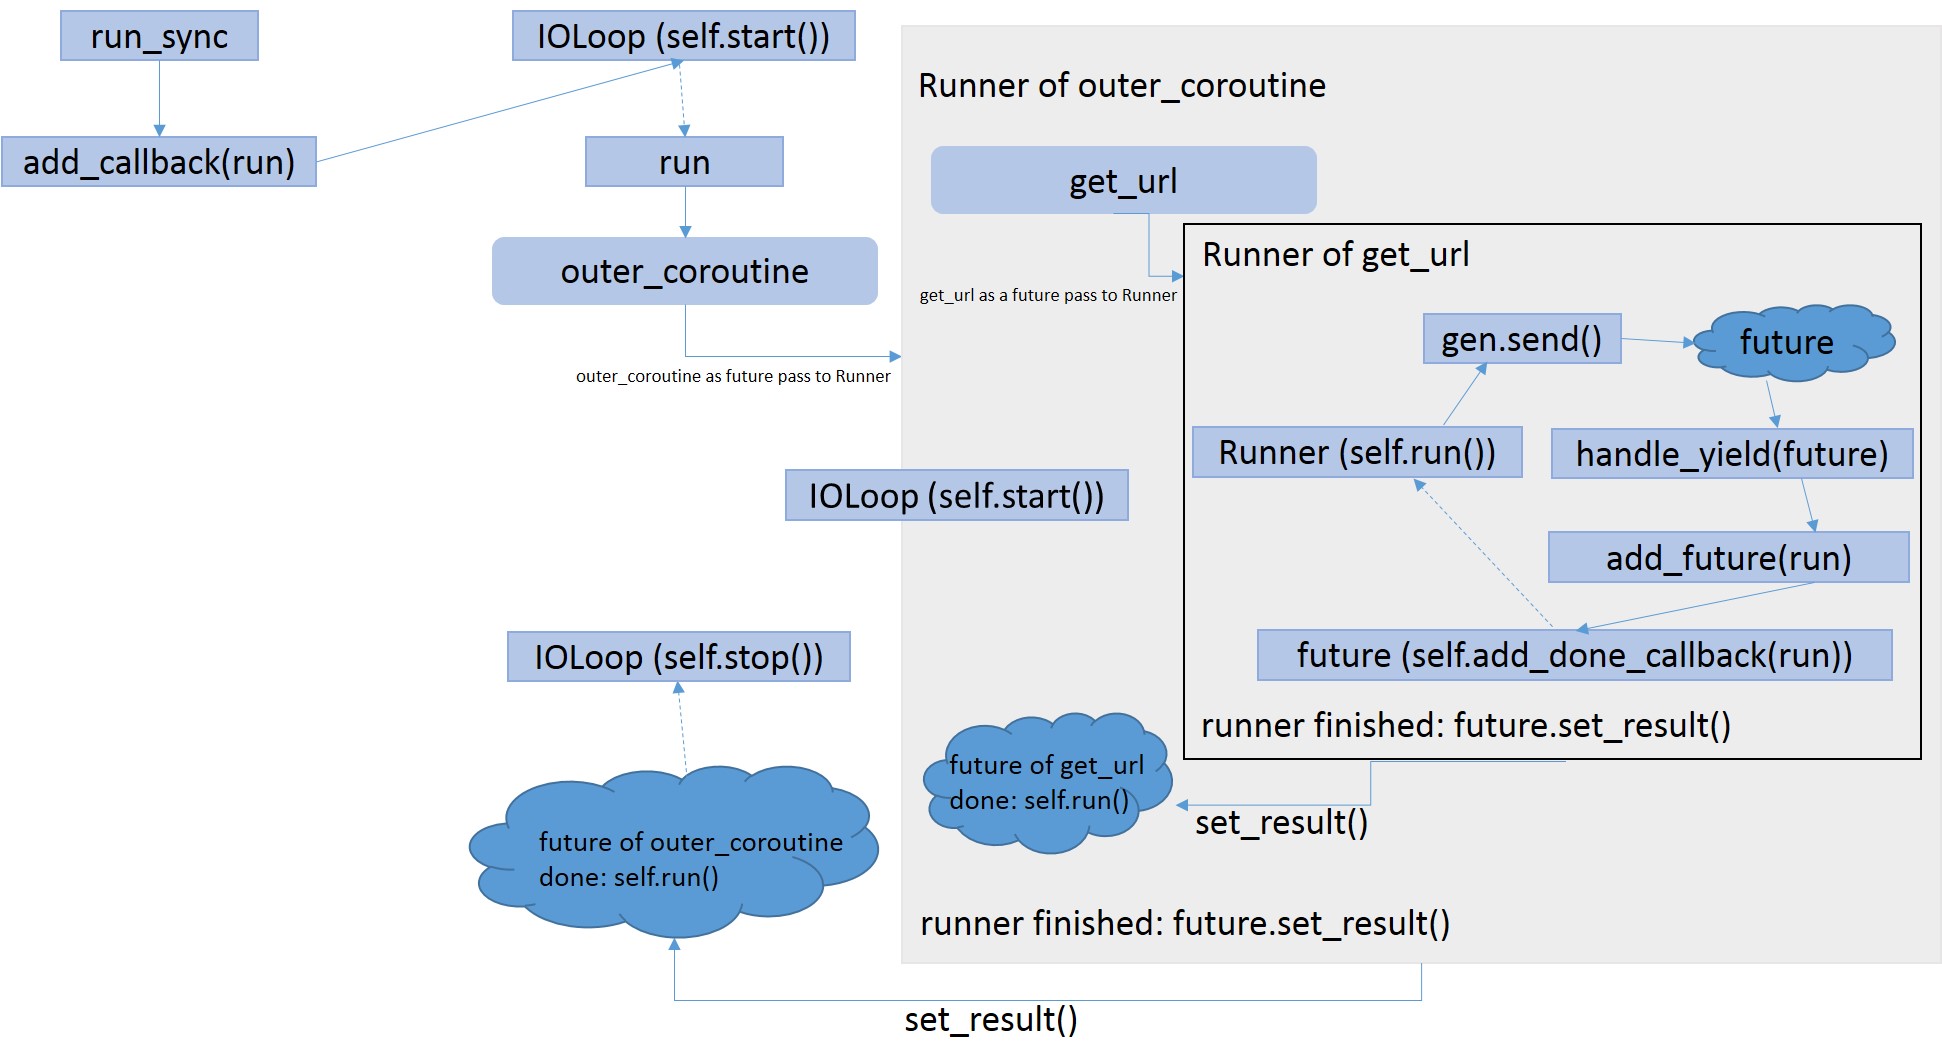 run_sync
IOLoop (self.start())
add_callback(run)
run
outer_coroutine
outer_coroutine as future pass to Runner
Runner of outer_coroutine
get_url
get_url as a future pass to Runner
Runner of get_url
gen.send()
future
Runner (self.run())
handle_yield(future)
IOLoop (self.start())
add_future(run)
future (self.add_done_callback(run))
runner finished: future.set_result()
IOLoop (self.stop())
future of get_url
done: self.run()
set_result()
future of outer_coroutine
done: self.run()
runner finished: future.set_result()
set_result()